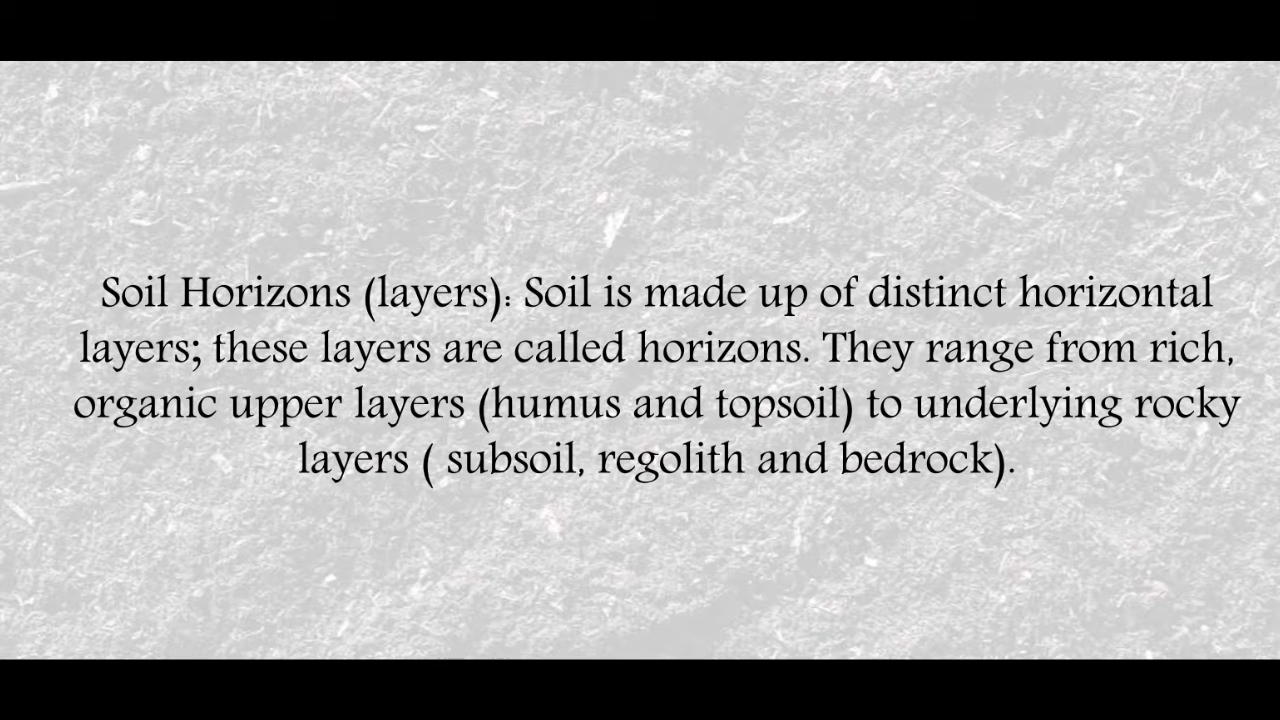 Soil Horizons (layers): Soil is made up of distinct horizontal
layers; these layers are called horizons. They range from rich,
organic upper layers (humus and topsoil) to underlying rocky
layers ( subsoil, regolith and bedrock).